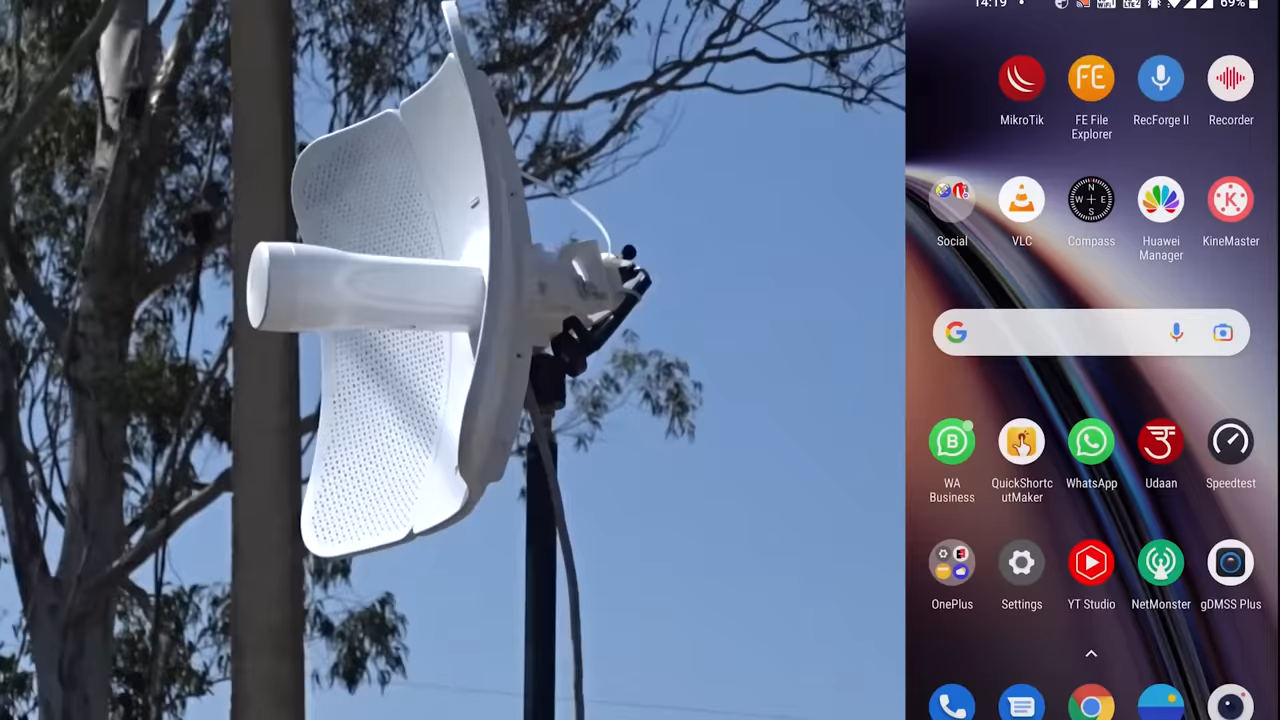 14:19
69%
MikroTik
FE
FE File
Explorer
RecForge II
Recorder
Social
VLC
N
W E
S
Compass
Huawei
Manager
K
KineMaster
G
B
WA
Business
QuickShortc
utMaker
WhatsApp
उ
Udaan
Speedtest
OnePlus
Settings
YT Studio
NetMonster
gDMSS Plus